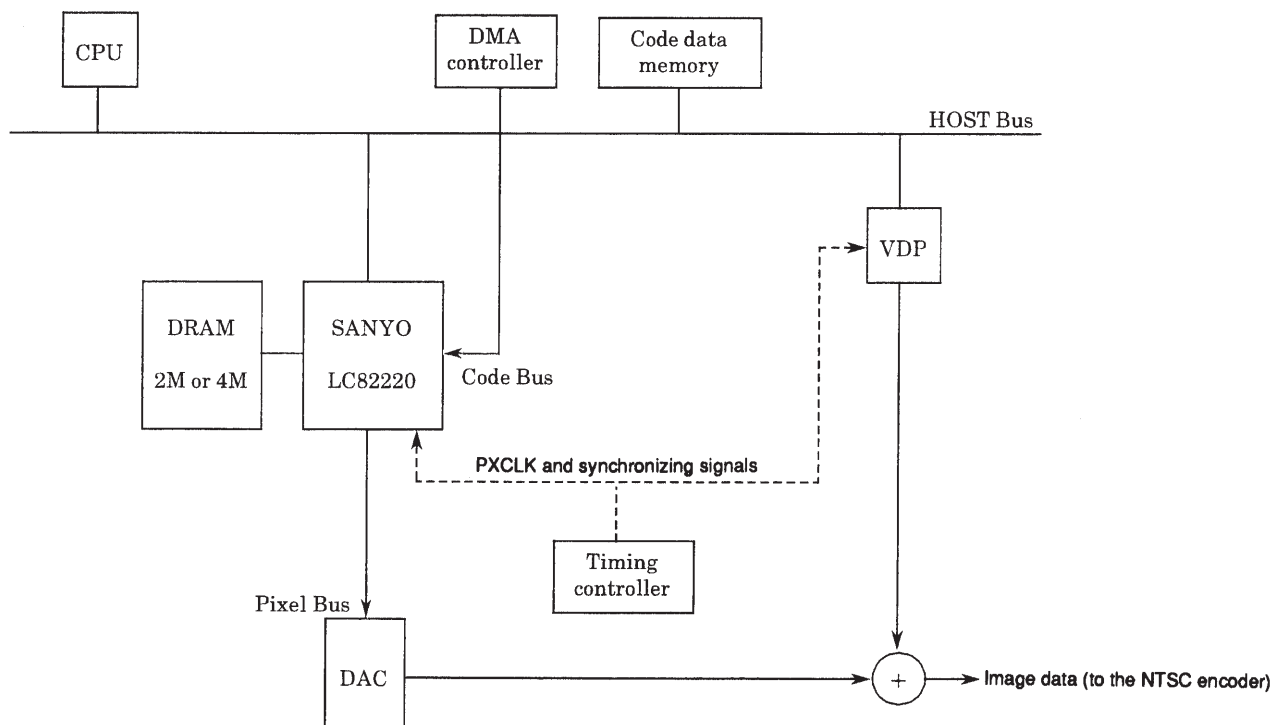 CPU
DMA
controller
Code data
memory
HOST Bus
VDP
DRAM
2M or 4M
SANYO
LC82220
Code Bus
PXCLK and synchronizing signals
Timing
controller
Pixel Bus
DAC
+
Image data (to the NTSC encoder)